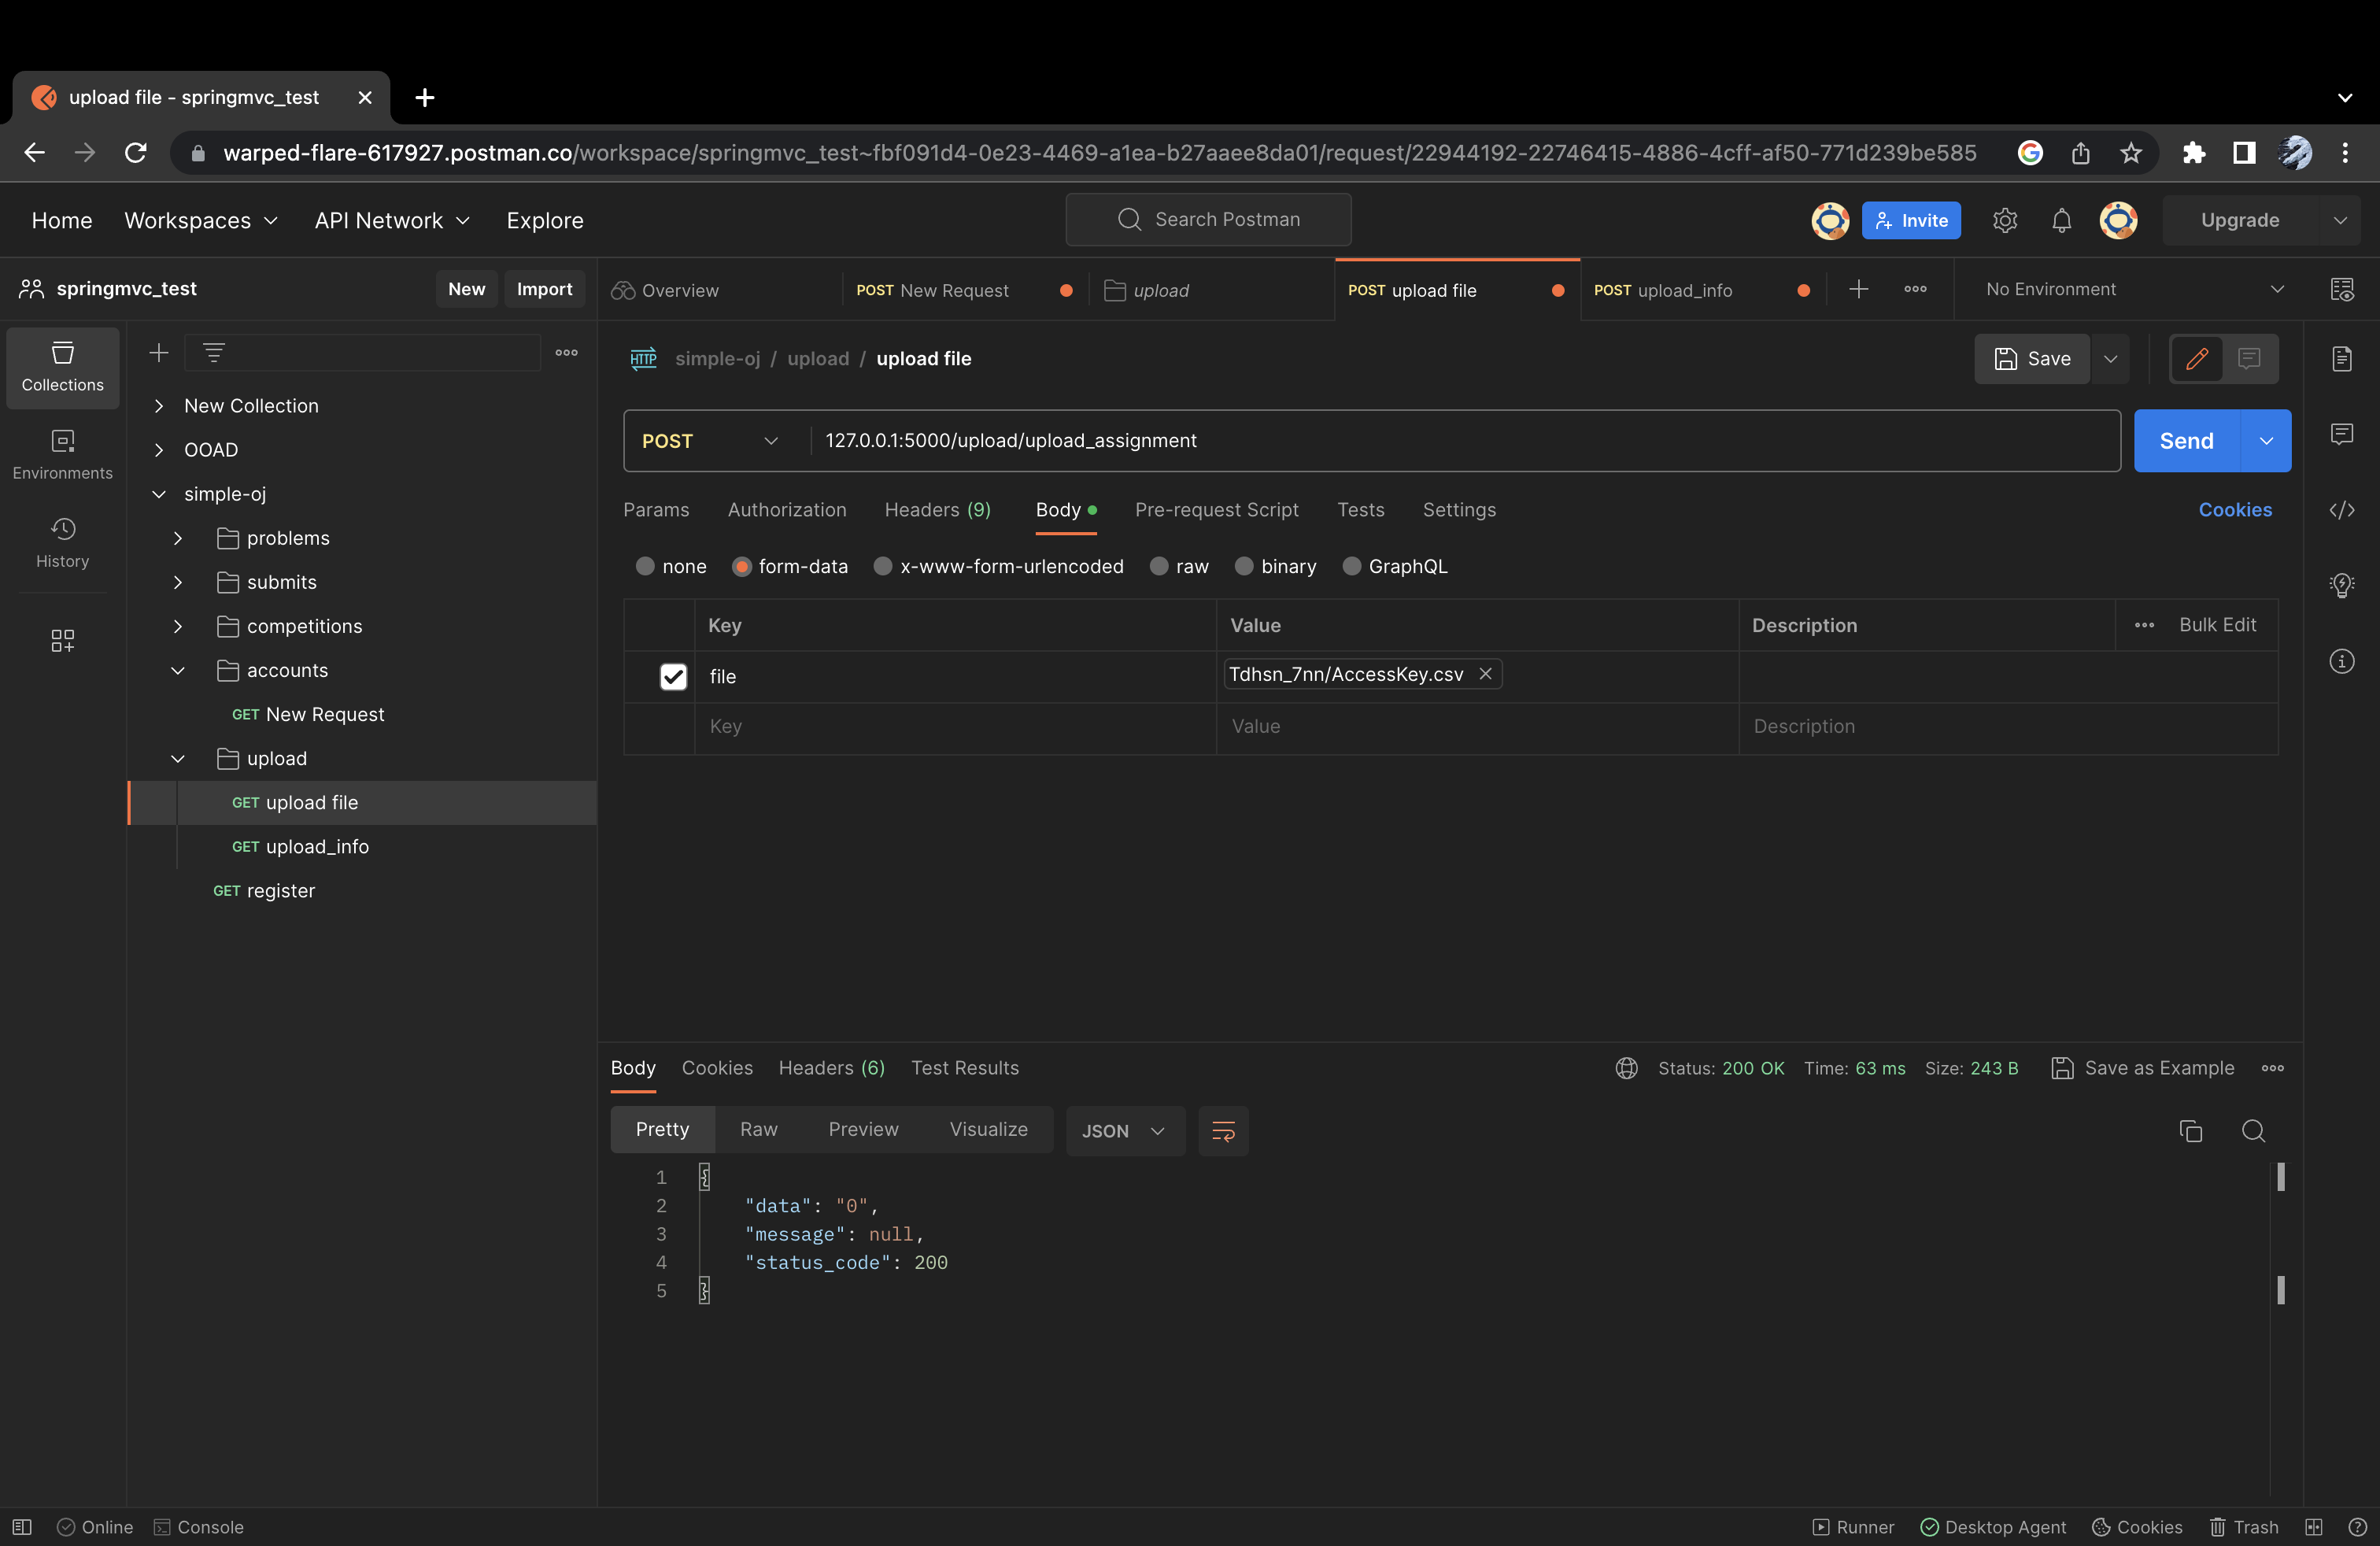 upload file - springmvc_test
warped-flare-617927.postman.co/workspace/springmvc_test~fbf091d4-0e23-4469-a1ea-b27aaee8da01/request/22944192-22746415-4886-4cff-af50-771d239be585
Home Workspaces API Network Explore Search Postman Invite Upgrade
springmvc_test New Import Overview POST New Request upload POST upload file POST upload_info No Environment
Collections
Environments
History
New Collection
OOAD
simple-oj
problems
submits
competitions
accounts
GET New Request
upload
GET upload file
GET upload_info
GET register
HTTP simple-oj / upload / upload file Save
POST 127.0.0.1:5000/upload/upload_assignment Send
Params Authorization Headers (9) Body Pre-request Script Tests Settings Cookies
none form-data x-www-form-urlencoded raw binary GraphQL
Key Value Description Bulk Edit
file Tdhsn_7nn/AccessKey.csv
Key Value Description
Body Cookies Headers (6) Test Results Status: 200 OK Time: 63 ms Size: 243 B Save as Example
Pretty Raw Preview Visualize JSON
1 {
2 "data": "0",
3 "message": null,
4 "status_code": 200
5 }
Online Console Runner Desktop Agent Cookies Trash